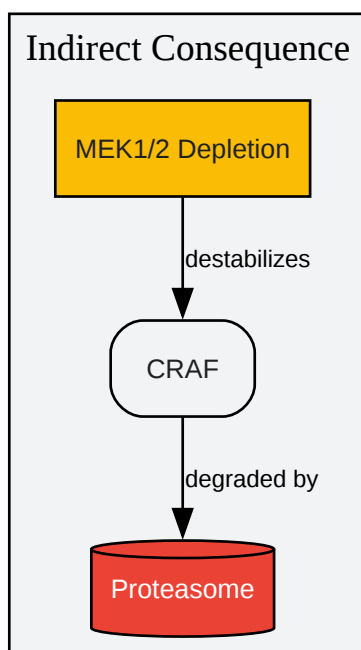 Indirect Consequence
MEK1/2 Depletion
destabilizes
CRAF
degraded by
Proteasome